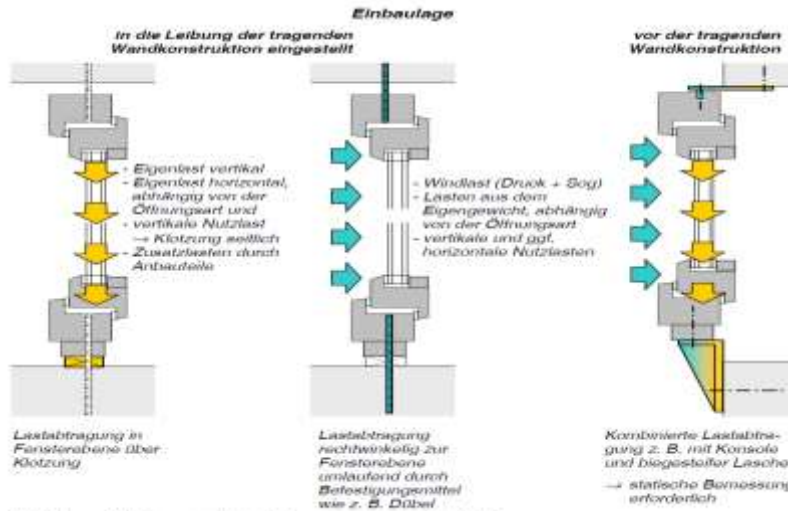 Einbaulage
in die Leibung der tragenden
Wandkonstruktion eingestellt
vor der tragenden
Wandkonstruktion
- Eigenlast vertikal
- Eigenlast horizontal,
abhängig von der
Öffnungsart und
- vertikale Nutzlast
→ Klotzung seitlich
- Zusatzlasten durch
Anbauteile
- Windlast (Druck + Sog)
- Lasten aus dem
Eigengewicht, abhängig
von der Öffnungsart
- vertikale und ggf.
horizontale Nutzlasten
Lastabtragung in
Fensterebene über
Klotzung
Lastabtragung
rechtwinkelig zur
Fensterebene
umlaufend durch
Befestigungsmittel
wie z. B. Dübel
Kombinierte Lastabtra-
gung z. B. mit Konsole
und biegesteifer Lasche
→ statische Bemessung
erforderlich